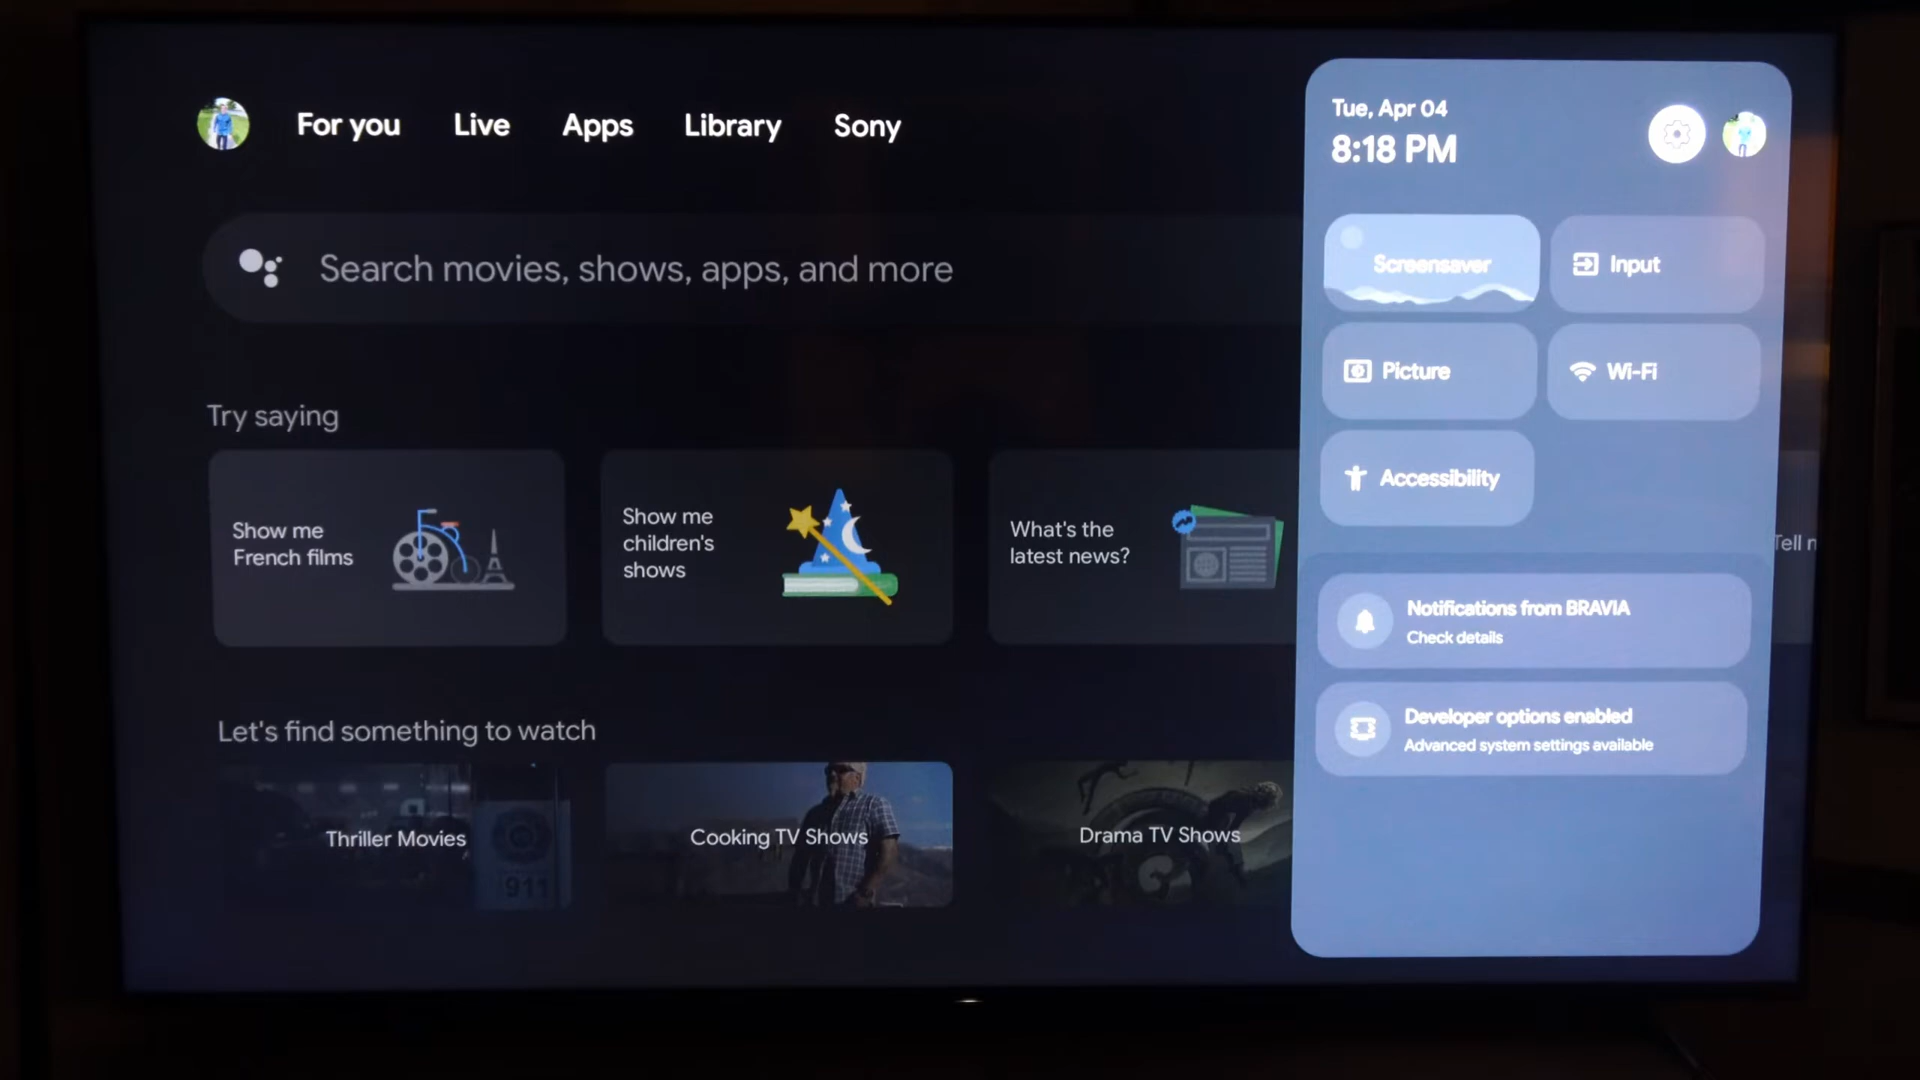 For you
Live
Apps
Library
Sony
Search movies, shows, apps, and more
Try saying
Show me
French films
Show me
children's
shows
What's the
latest news?
Tell
Let's find something to watch
Thriller Movies
911
Cooking TV Shows
Drama TV Shows
Tue, Apr 04
8:18 PM
Screensaver
Input
Picture
Wi-Fi
Accessibility
Notifications from BRAVIA
Check details
Developer options enabled
Advanced system settings available